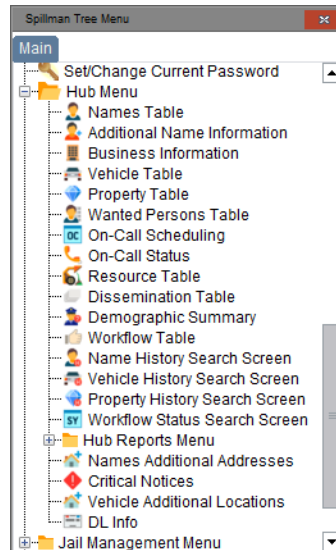 Spillman Tree Menu
Main
Set/Change Current Password
Hub Menu
Names Table
Additional Name Information
Business Information
Vehicle Table
Property Table
Wanted Persons Table
OC On-Call Scheduling
On-Call Status
Resource Table
Dissemination Table
Demographic Summary
Workflow Table
Name History Search Screen
Vehicle History Search Screen
Property History Search Screen
SY Workflow Status Search Screen
Hub Reports Menu
Names Additional Addresses
Critical Notices
Vehicle Additional Locations
DL Info
Jail Management Menu